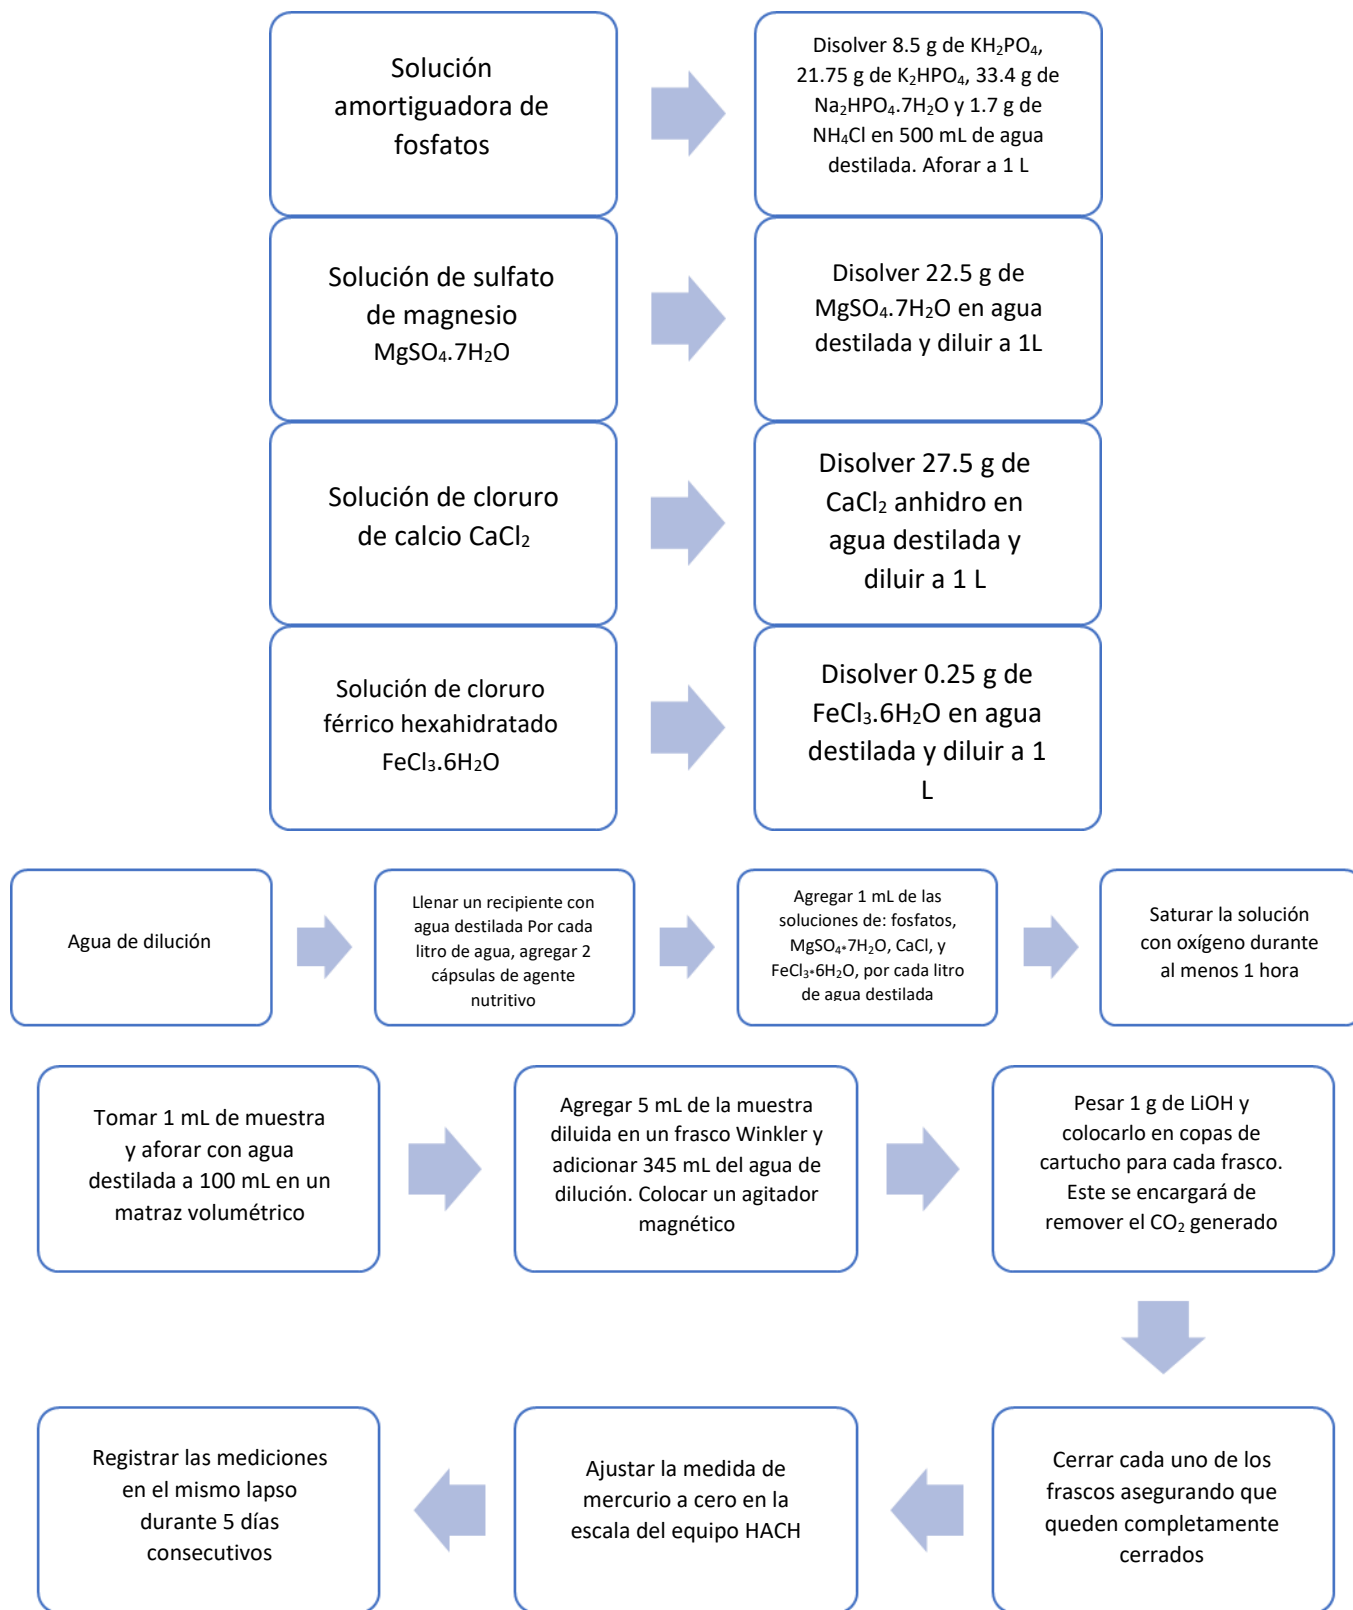 Solución
amortiguadora de
fosfatos
Disolver 8.5 g de KH₂PO₄,
21.75 g de K₂HPO₄, 33.4 g de
Na₂HPO₄.7H₂O y 1.7 g de
NH₄Cl en 500 mL de agua
destilada. Aforar a 1 L
Solución de sulfato
de magnesio
MgSO₄.7H₂O
Disolver 22.5 g de
MgSO₄.7H₂O en agua
destilada y diluir a 1L
Solución de cloruro
de calcio CaCl₂
Disolver 27.5 g de
CaCl₂ anhidro en
agua destilada y
diluir a 1 L
Solución de cloruro
férrico hexahidratado
FeCl₃.6H₂O
Disolver 0.25 g de
FeCl₃.6H₂O en agua
destilada y diluir a 1
L
Agua de dilución
Llenar un recipiente con
agua destilada Por cada
litro de agua, agregar 2
cápsulas de agente
nutritivo
Agregar 1 mL de las
soluciones de: fosfatos,
MgSO₄*7H₂O, CaCl, y
FeCl₃*6H₂O, por cada litro
de agua destilada
Saturar la solución
con oxígeno durante
al menos 1 hora
Tomar 1 mL de muestra
y aforar con agua
destilada a 100 mL en un
matraz volumétrico
Agregar 5 mL de la muestra
diluida en un frasco Winkler y
adicionar 345 mL del agua de
dilución. Colocar un agitador
magnético
Pesar 1 g de LiOH y
colocarlo en copas de
cartucho para cada frasco.
Este se encargará de
remover el CO₂ generado
Registrar las mediciones
en el mismo lapso
durante 5 días
consecutivos
Ajustar la medida de
mercurio a cero en la
escala del equipo HACH
Cerrar cada uno de los
frascos asegurando que
queden completamente
cerrados